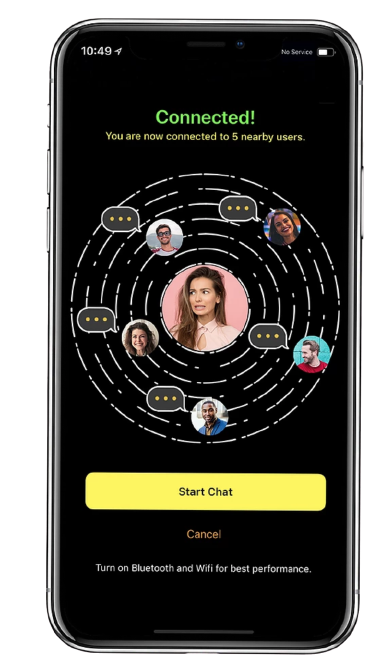 10:49
No Service
Connected!
You are now connected to 5 nearby users.
Start Chat
Cancel
Turn on Bluetooth and Wifi for best performance.